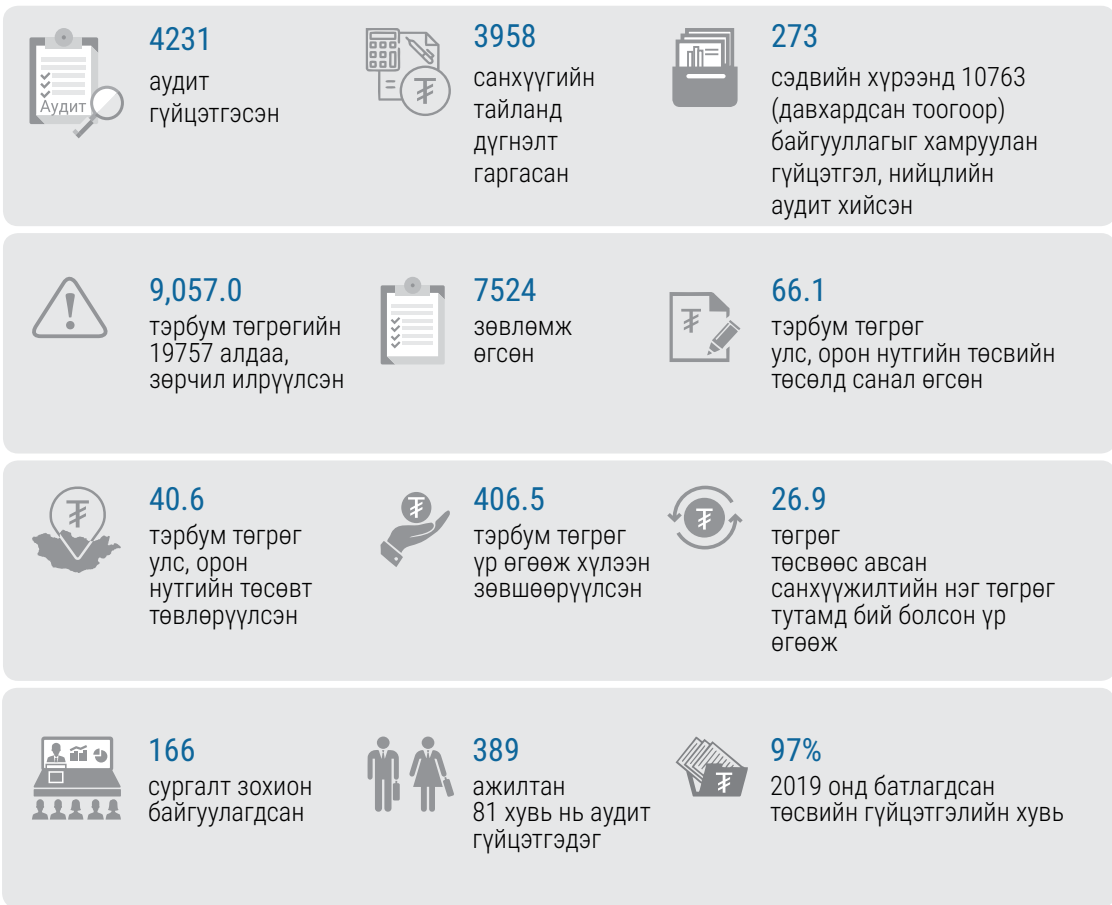 Аудит
4231
аудит
гүйцэтгэсэн
3958
санхүүгийн
тайланд
дүгнэлт
гаргасан
273
сэдвийн хүрээнд 10763
(давхардсан тоогоор)
байгууллагыг хамруулан
гүйцэтгэл, нийцлийн
аудит хийсэн
9,057.0
тэрбум төгрөгийн
19757 алдаа,
зөрчил илрүүлсэн
7524
зөвлөмж
өгсөн
66.1
тэрбум төгрөг
улс, орон нутгийн төсвийн
төсөлд санал өгсөн
40.6
тэрбум төгрөг
улс, орон
нутгийн төсөвт
төвлөрүүлсэн
406.5
тэрбум төгрөг
үр өгөөж хүлээн
зөвшөөрүүлсэн
26.9
төгрөг
төсвөөс авсан
санхүүжилтийн нэг төгрөг
тутамд бий болсон үр
өгөөж
166
сургалт зохион
байгуулагдсан
389
ажилтан
81 хувь нь аудит
гүйцэтгэдэг
97%
2019 онд батлагдсан
төсвийн гүйцэтгэлийн хувь